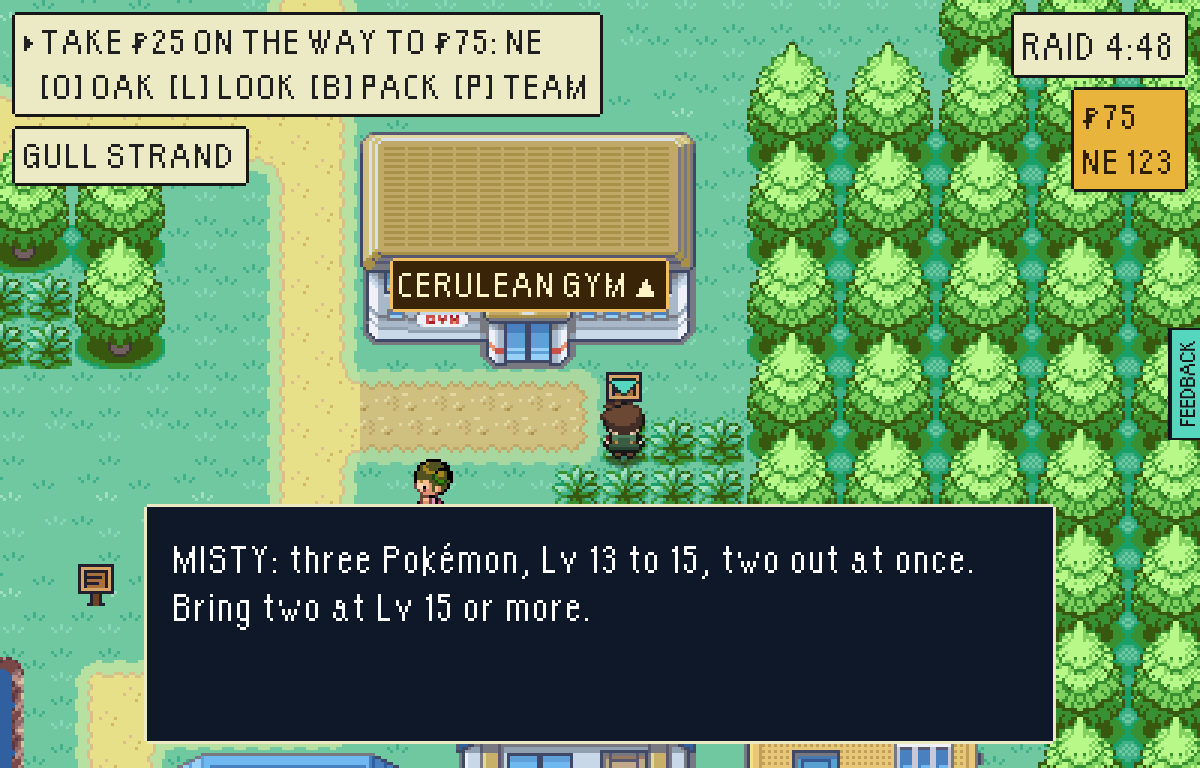 ▸TAKE ₽25 ON THE WAY TO ₽75: NE
[O] OAK [L] LOOK [B] PACK [P] TEAM
RAID 4:48
₽75
NE 123
GULL STRAND
CERULEAN GYM ▲
GYM
FEEDBACK
MISTY: three Pokémon, Lv 13 to 15, two out at once.
Bring two at Lv 15 or more.